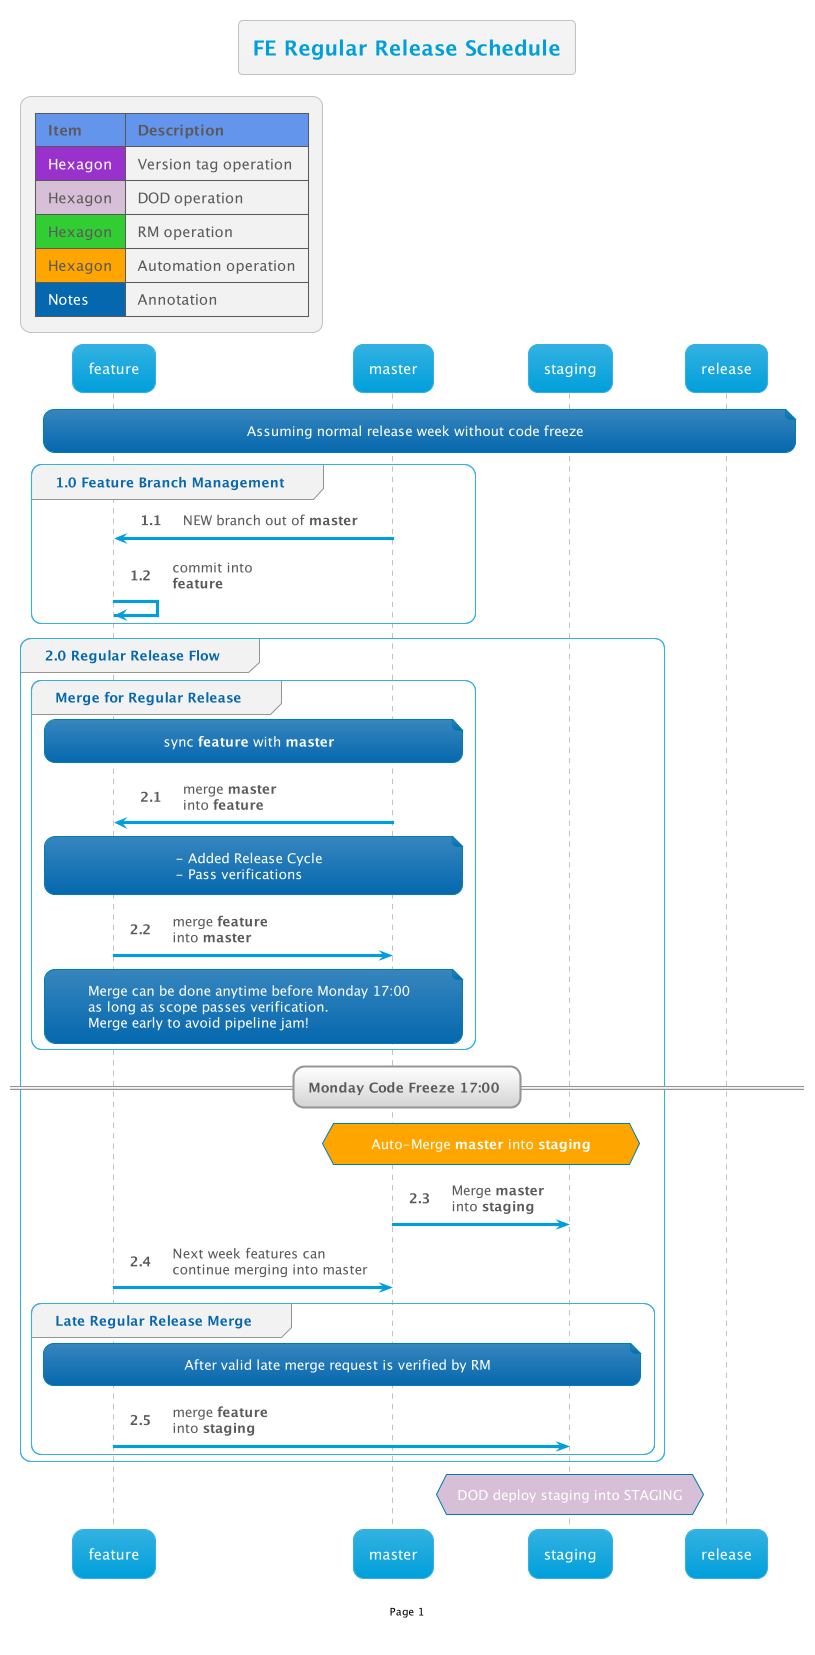 FE Regular Release Schedule
Item Description
Hexagon Version tag operation
Hexagon DOD operation
Hexagon RM operation
Hexagon Automation operation
Notes Annotation
feature master staging release
Assuming normal release week without code freeze
1.0 Feature Branch Management
1.1 NEW branch out of master
1.2 commit into
feature
2.0 Regular Release Flow
Merge for Regular Release
sync feature with master
2.1 merge master
into feature
- Added Release Cycle
- Pass verifications
2.2 merge feature
into master
Merge can be done anytime before Monday 17:00
as long as scope passes verification.
Merge early to avoid pipeline jam!
Monday Code Freeze 17:00
Auto-Merge master into staging
2.3 Merge master
into staging
2.4 Next week features can
continue merging into master
Late Regular Release Merge
After valid late merge request is verified by RM
2.5 merge feature
into staging
DOD deploy staging into STAGING
feature master staging release
Page 1